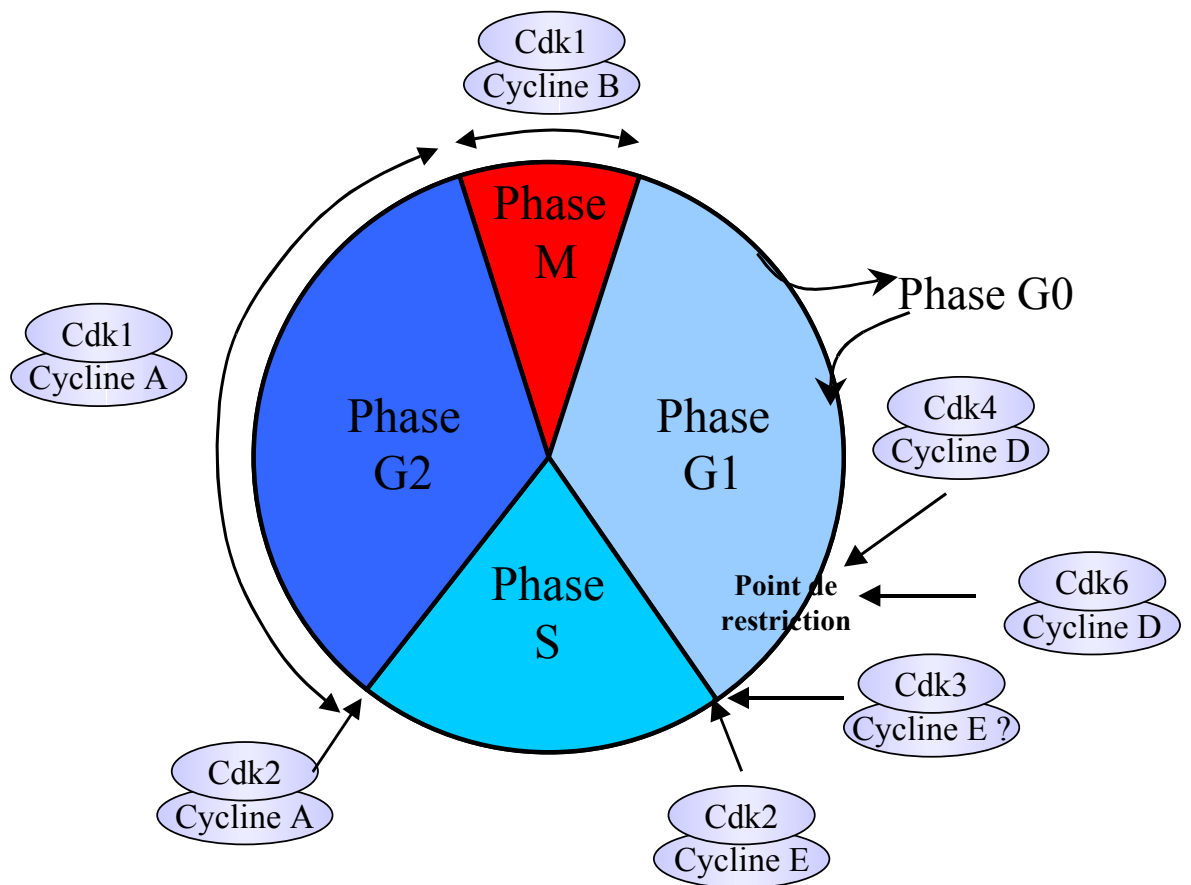 Cdk1
Cycline B
Phase
M
Phase G0
Cdk1
Cycline A
Phase
G2
Phase
G1
Cdk4
Cycline D
Phase
S
Point de
restriction
Cdk6
Cycline D
Cdk3
Cycline E ?
Cdk2
Cycline A
Cdk2
Cycline E